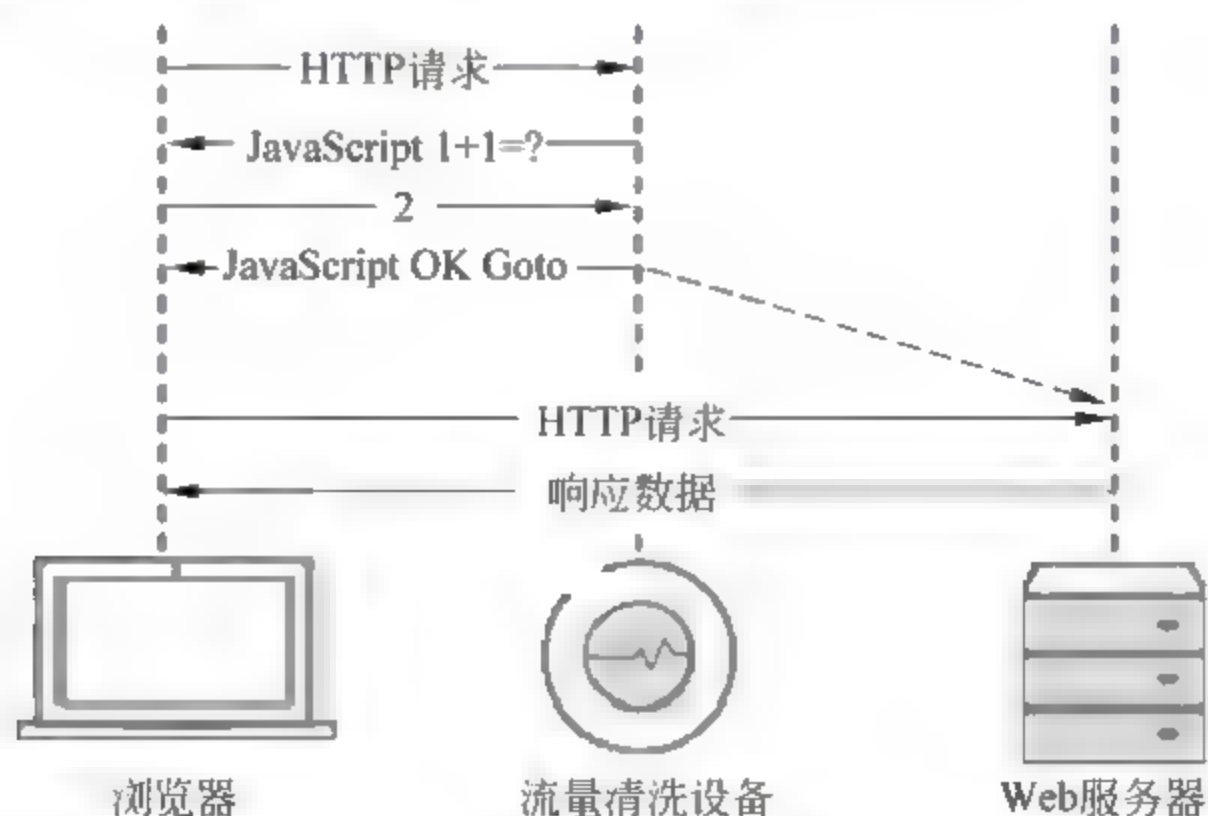 HTTP请求
JavaScript 1+1=?
2
JavaScript OK Goto
HTTP请求
响应数据
浏览器
流量清洗设备
Web服务器